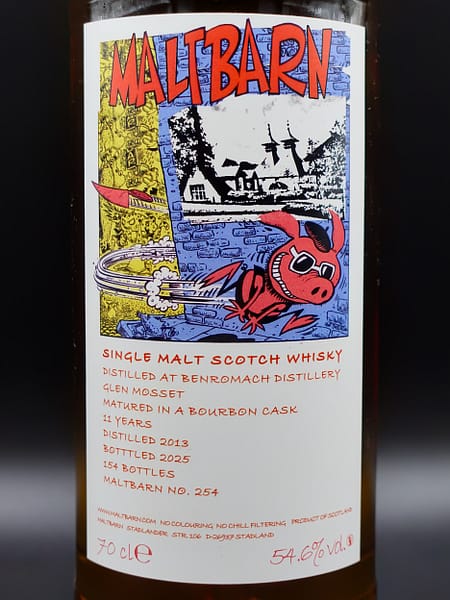 MALTBARN
SINGLE MALT SCOTCH WHISKY
DISTILLED AT BENROMACH DISTILLERY
GLEN MOSSET
MATURED IN A BOURBON CASK
11 YEARS
DISTILLED 2013
BOTTTLED 2025
154 BOTTLES
MALTBARN NO. 254
WWW.MALTBARN.COM NO COLOURING, NO CHILL FILTERING PRODUCT OF SCOTLAND
MALTBARN STADLANDER STR. 106 D-26937 STADLAND
70 cl e 54.6% vol.